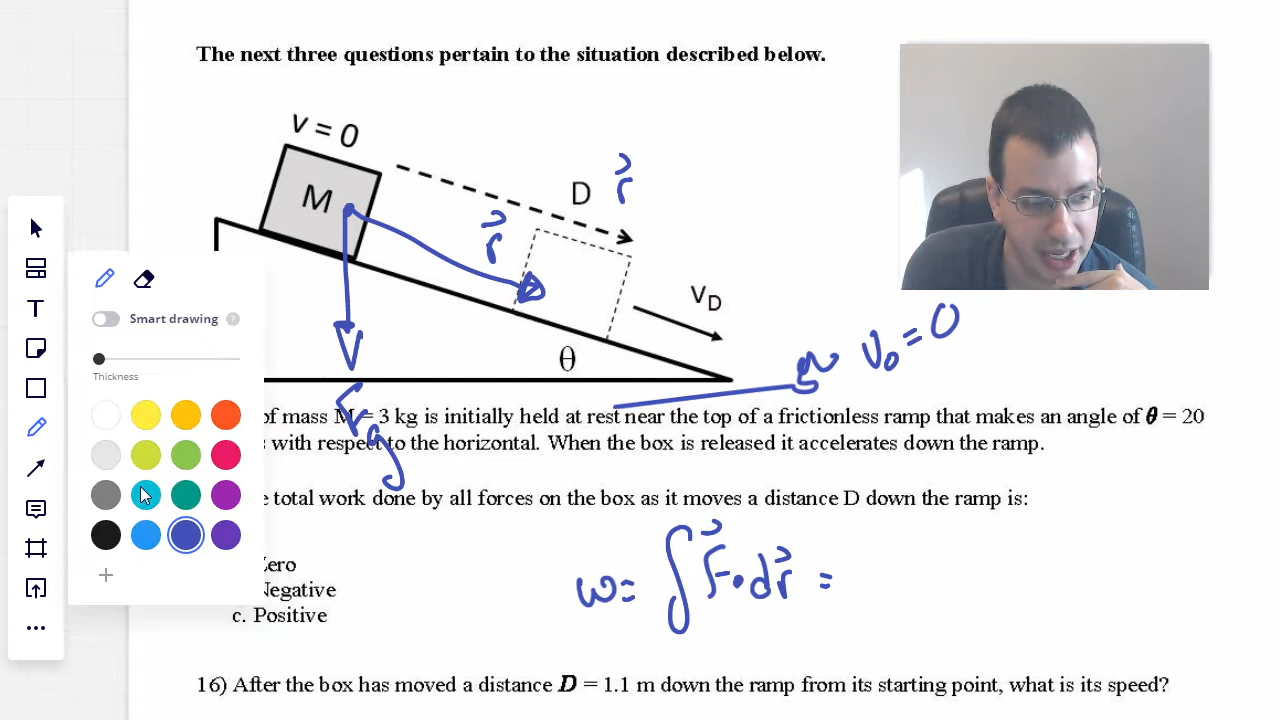 The next three questions pertain to the situation described below.
v = 0
M
D r
r
V_D
θ
v₀ = 0
Fg
Smart drawing ?
Thickness
T
of mass M = 3 kg is initially held at rest near the top of a frictionless ramp that makes an angle of θ = 20
with respect to the horizontal. When the box is released it accelerates down the ramp.
e total work done by all forces on the box as it moves a distance D down the ramp is:
Zero
Negative
c. Positive
w = ∫ F · dr =
16) After the box has moved a distance D = 1.1 m down the ramp from its starting point, what is its speed?